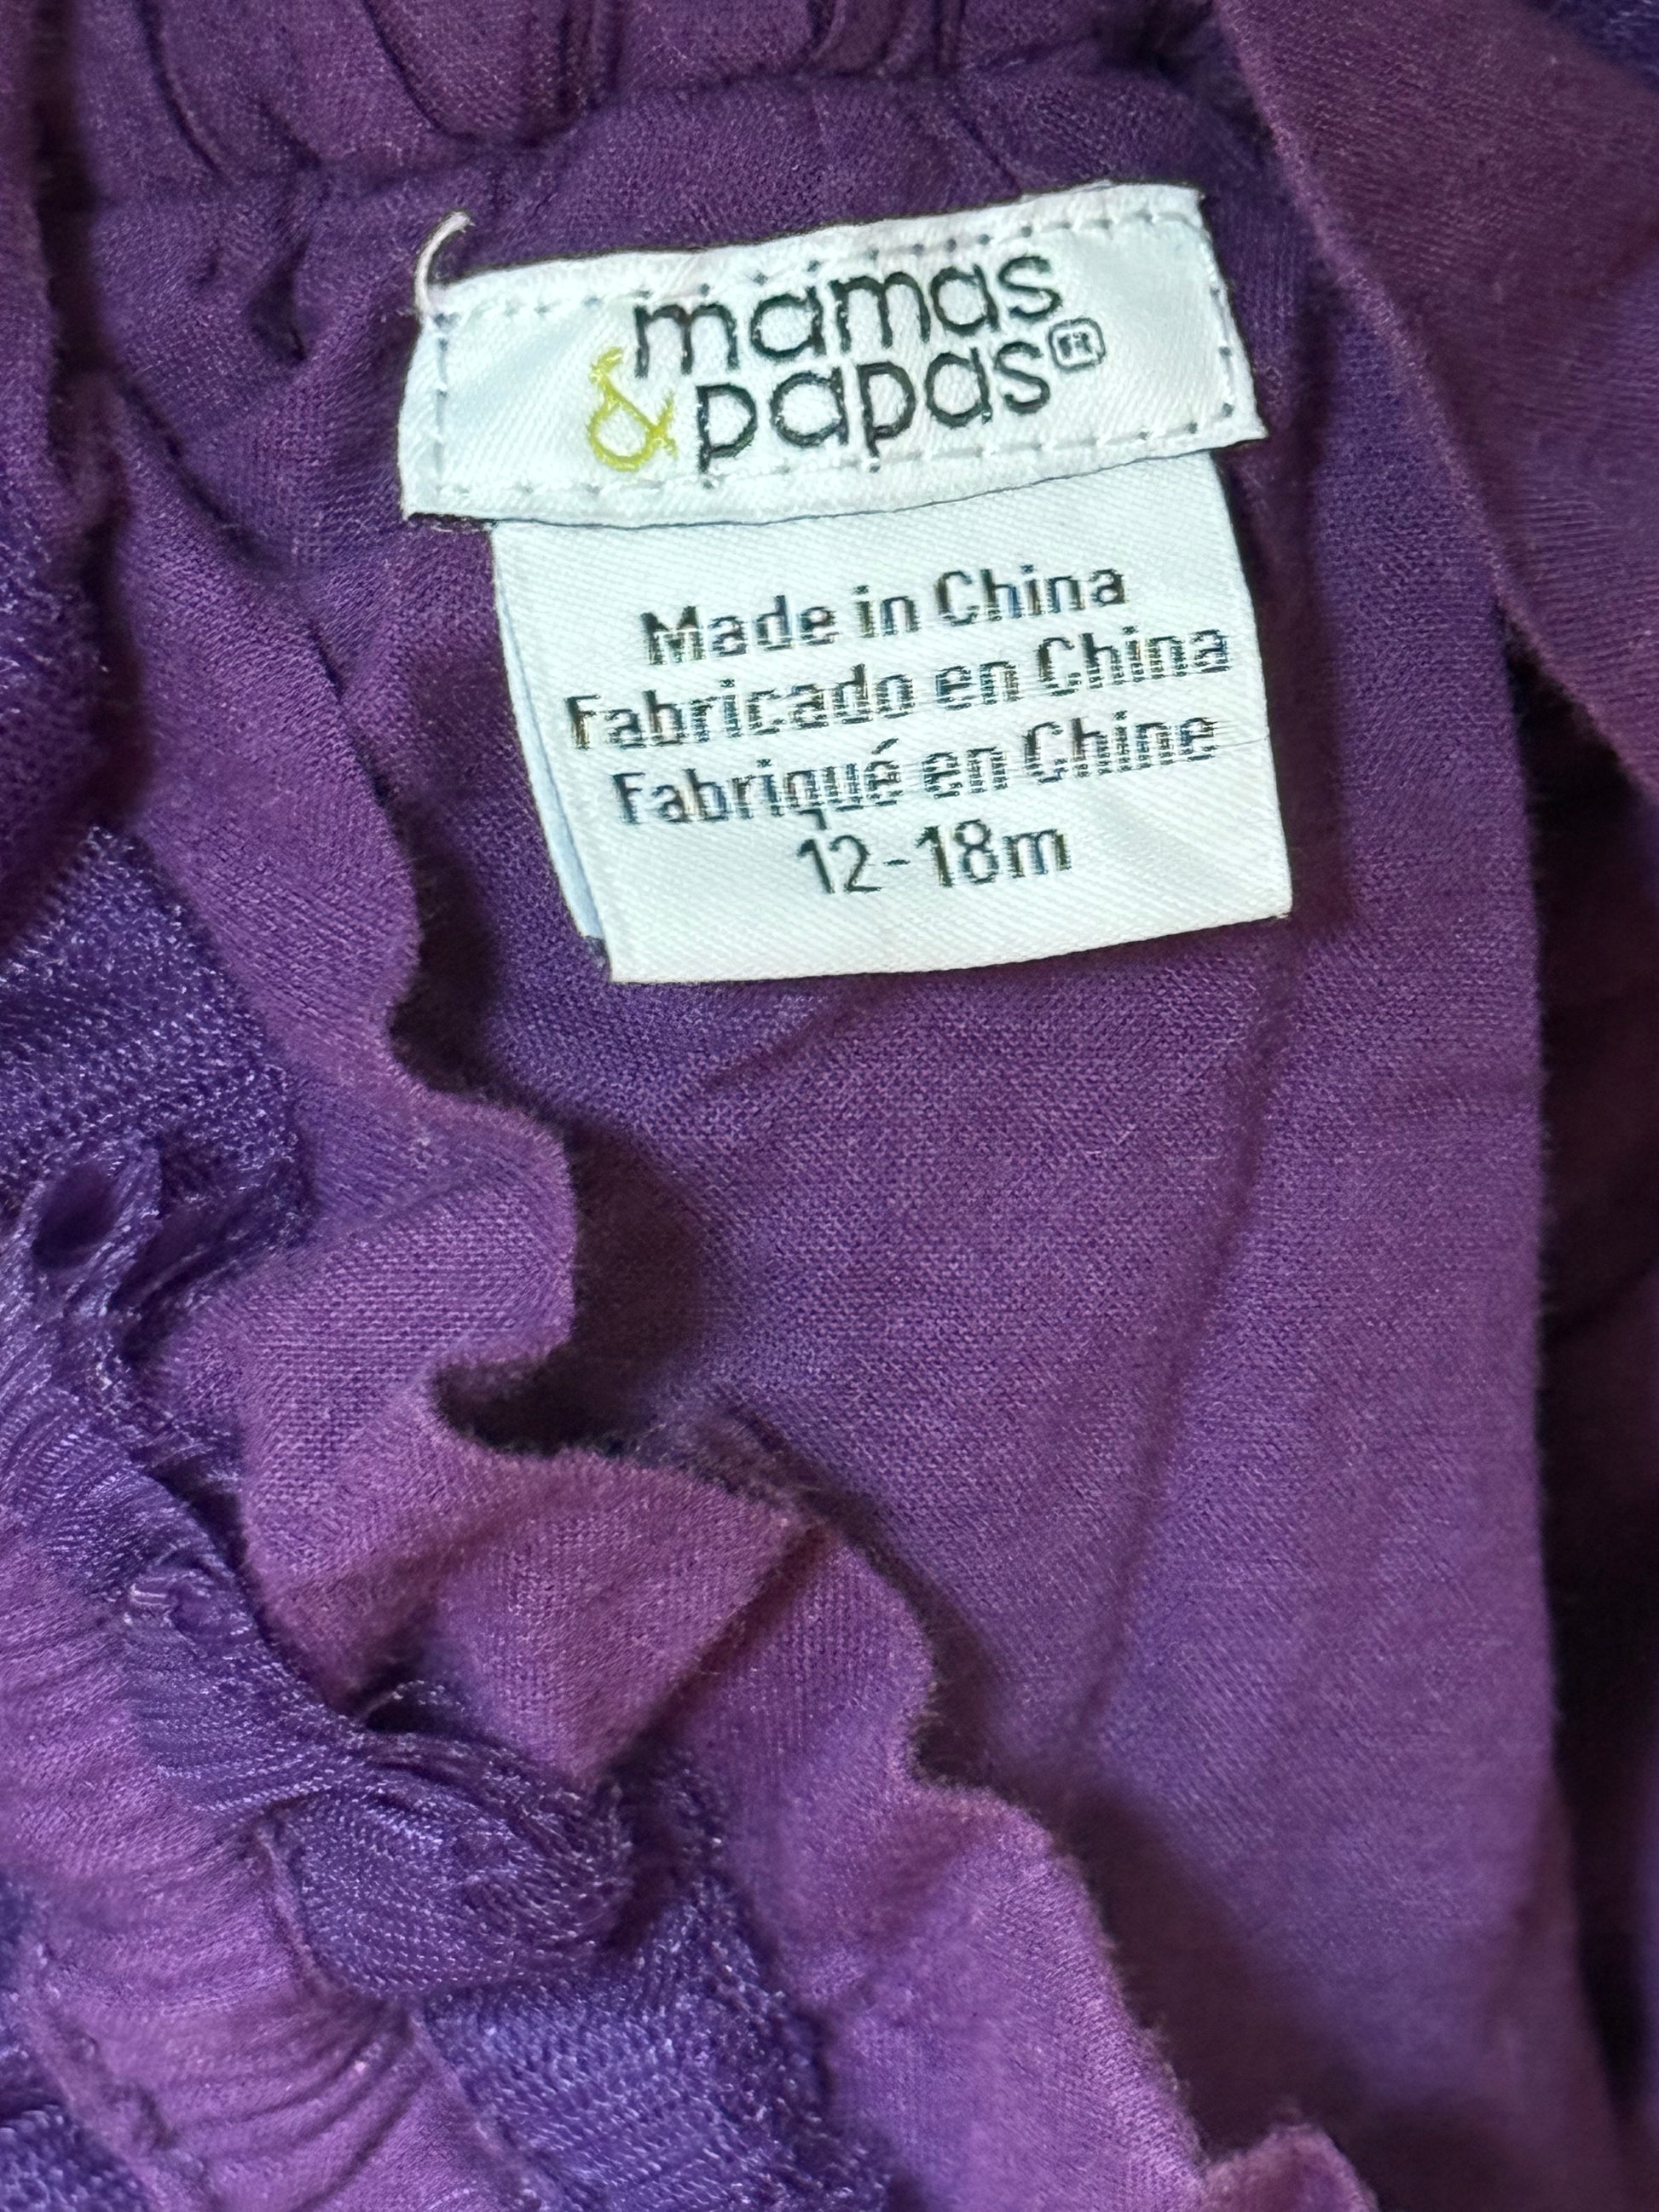 mamas
& papas
Made in China
Fabricado en China
Fabriqué en Chine
12-18m